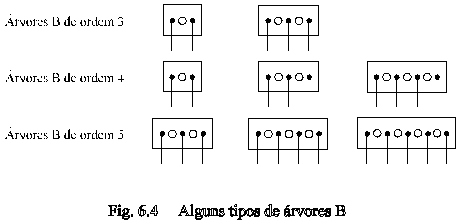 Árvores B de ordem 3
Árvores B de ordem 4
Árvores B de ordem 5
Fig. 6.4 Alguns tipos de árvores B